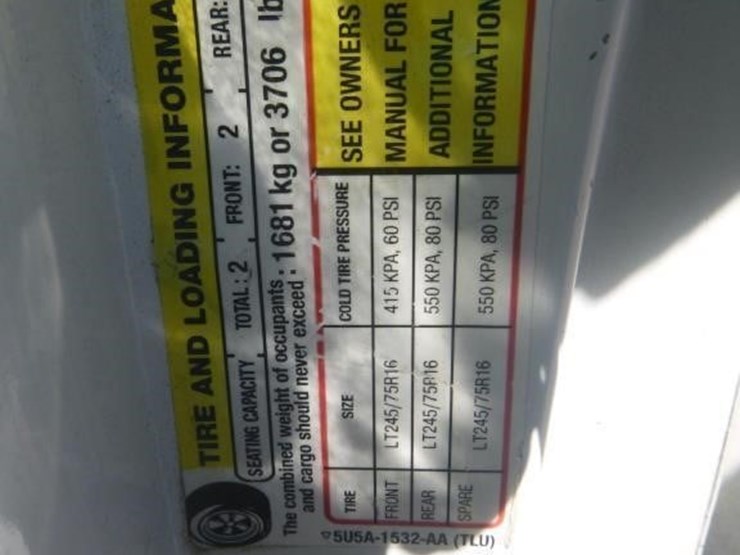 TIRE AND LOADING INFORMA
SEATING CAPACITY TOTAL: 2 FRONT: 2 REAR:
The combined weight of occupants and cargo should never exceed : 1681 kg or 3706 lb
TIRE SIZE COLD TIRE PRESSURE
FRONT LT245/75R16 415 KPA, 60 PSI
REAR LT245/75R16 550 KPA, 80 PSI
SPARE LT245/75R16 550 KPA, 80 PSI
SEE OWNERS
MANUAL FOR
ADDITIONAL
INFORMATION
5U5A-1532-AA (TLU)